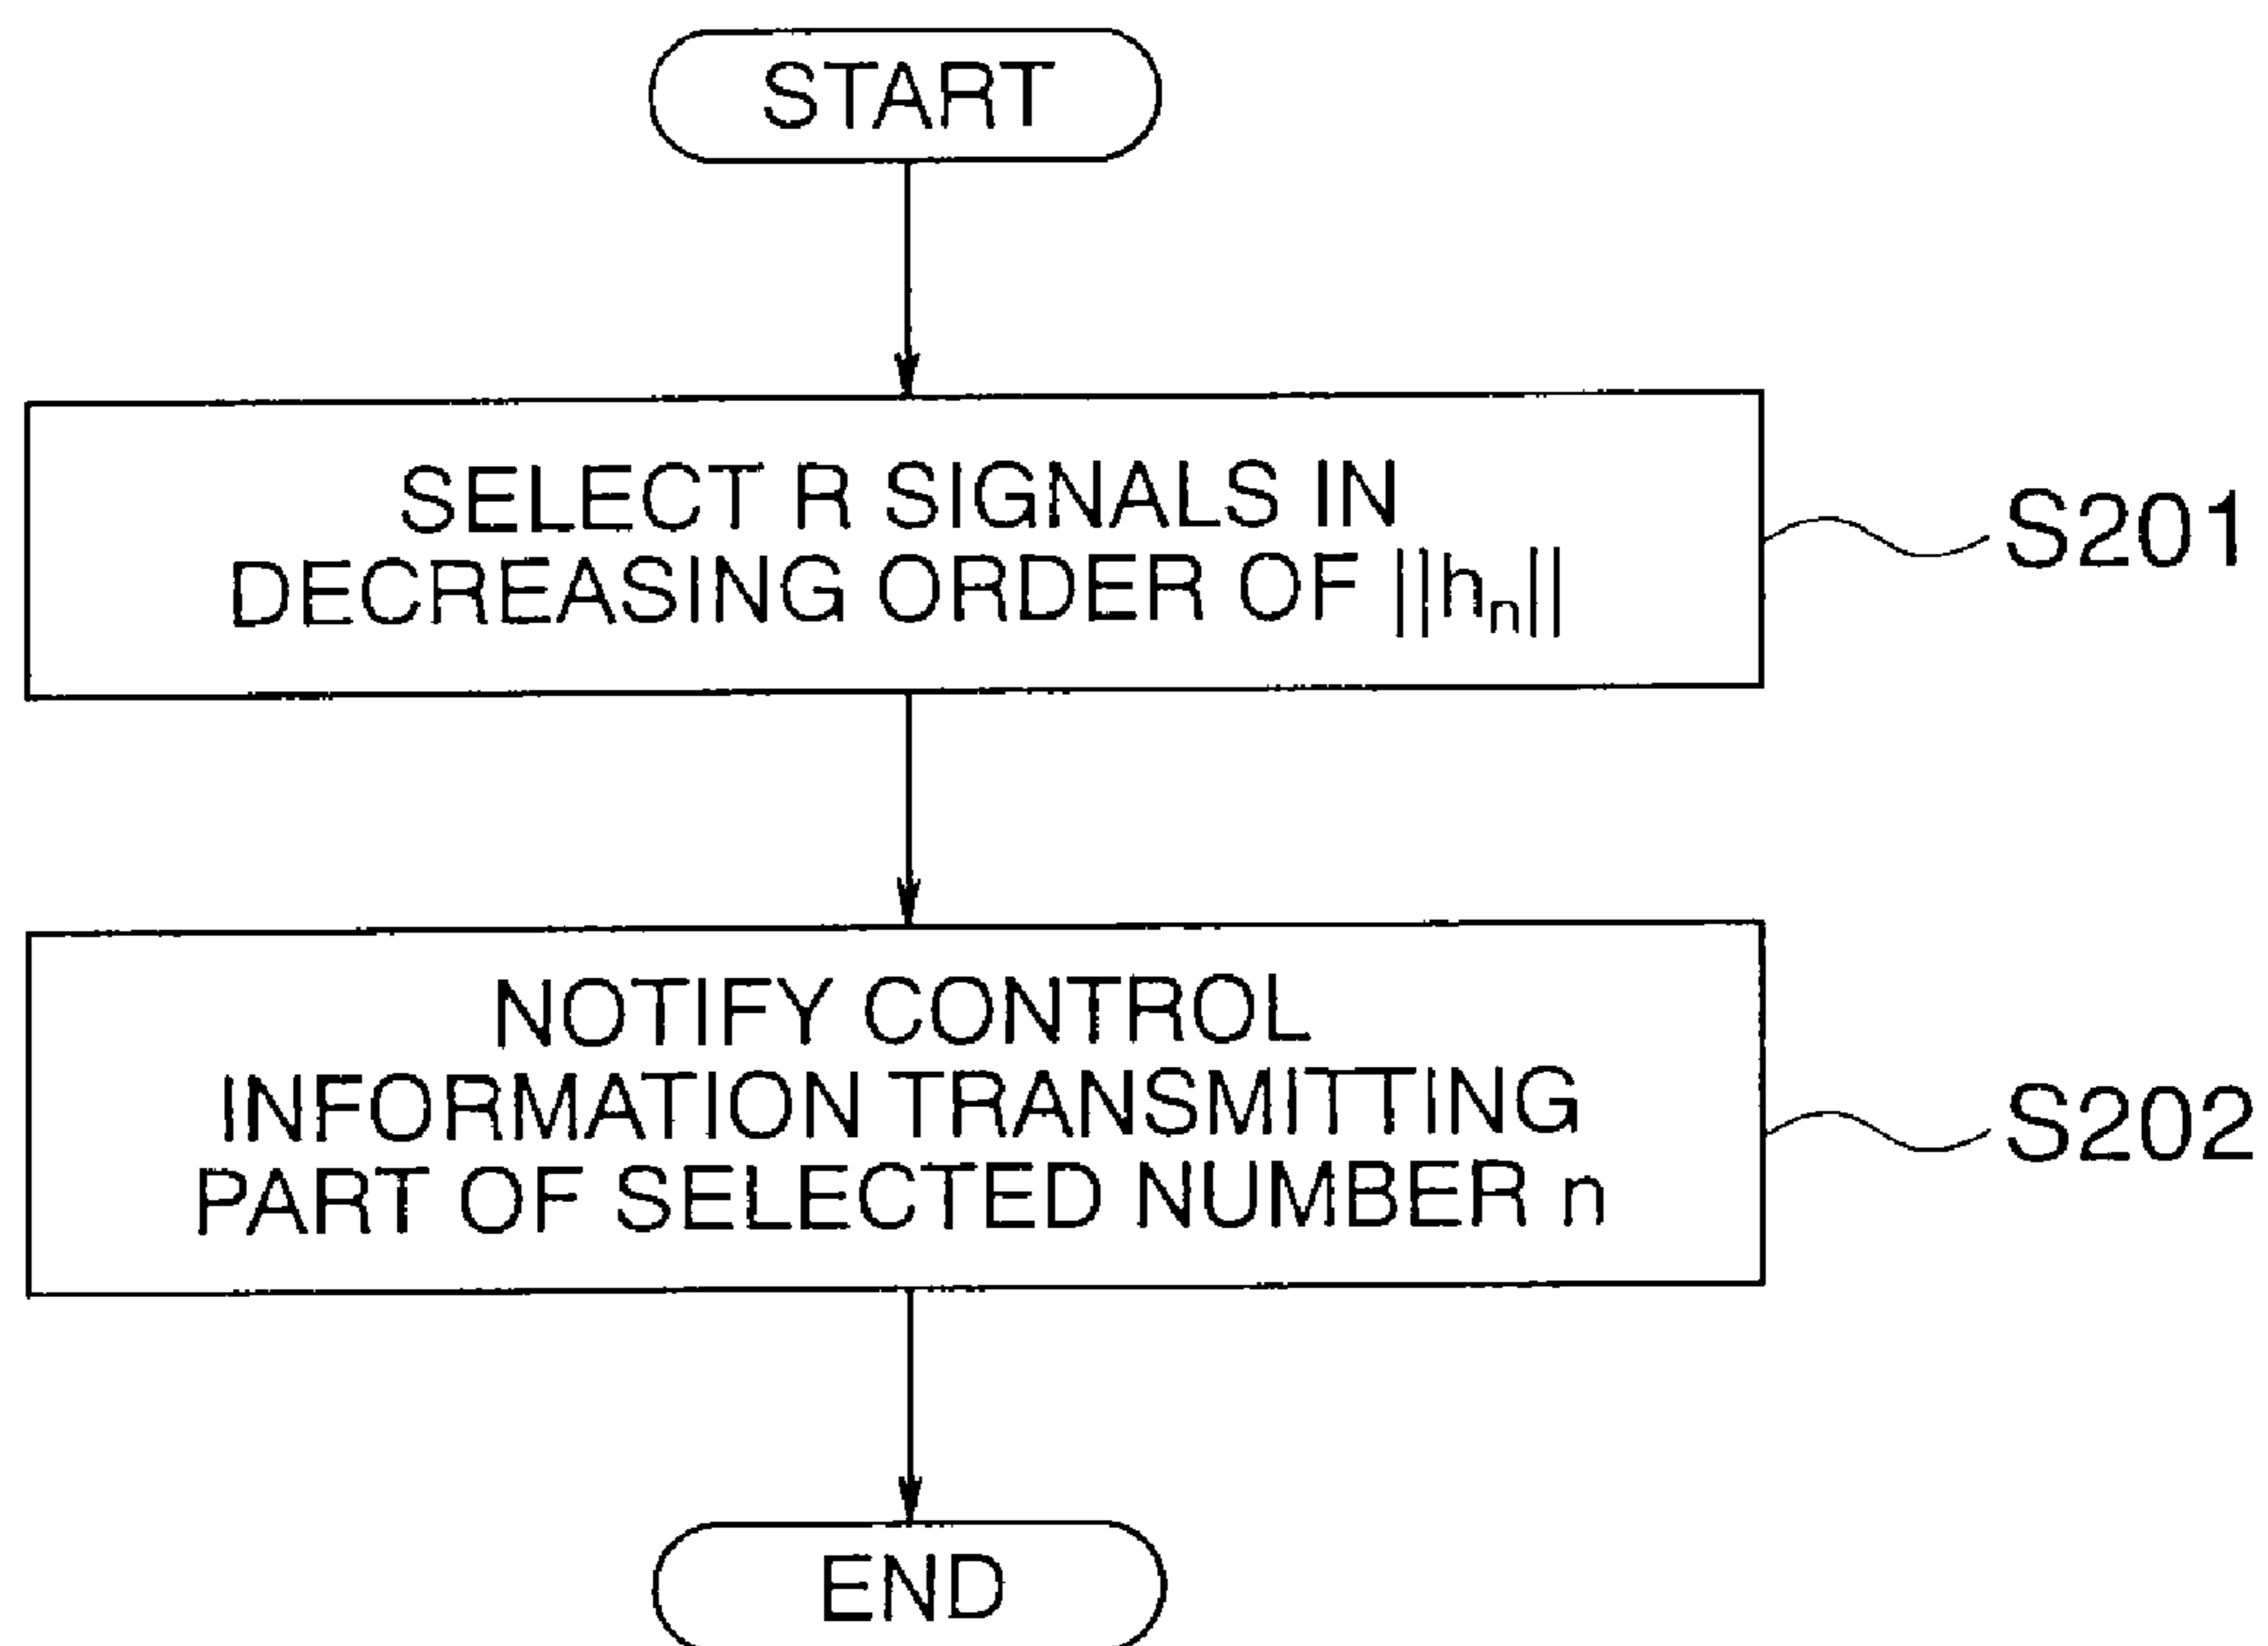 START
SELECT R SIGNALS IN
DECREASING ORDER OF ||hₙ||
S201
NOTIFY CONTROL
INFORMATION TRANSMITTING
PART OF SELECTED NUMBER n
S202
END